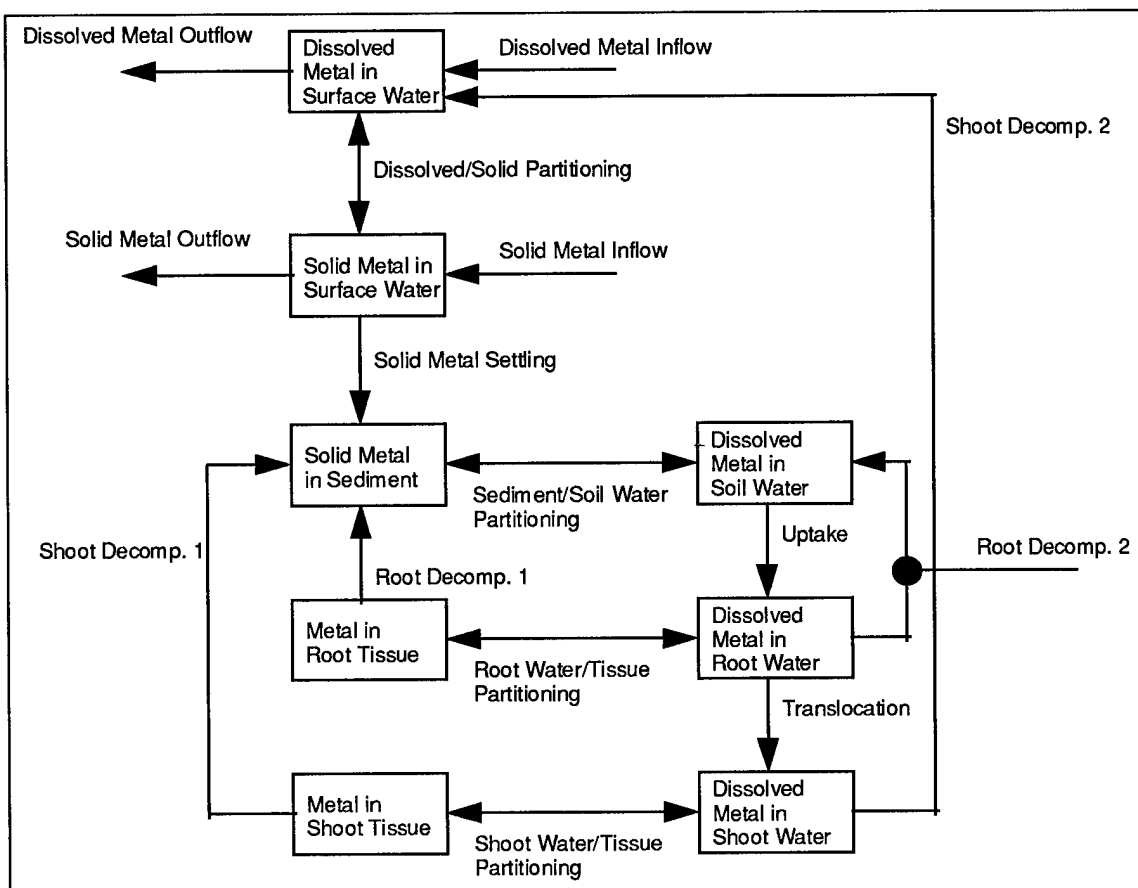 Dissolved Metal Outflow
Dissolved
Metal in
Surface Water
Dissolved Metal Inflow
Shoot Decomp. 2
Dissolved/Solid Partitioning
Solid Metal Outflow
Solid Metal in
Surface Water
Solid Metal Inflow
Solid Metal Settling
Solid Metal
in Sediment
Dissolved
Metal in
Soil Water
Sediment/Soil Water
Partitioning
Shoot Decomp. 1
Uptake
Root Decomp. 2
Root Decomp. 1
Metal in
Root Tissue
Dissolved
Metal in
Root Water
Root Water/Tissue
Partitioning
Translocation
Metal in
Shoot Tissue
Dissolved
Metal in
Shoot Water
Shoot Water/Tissue
Partitioning